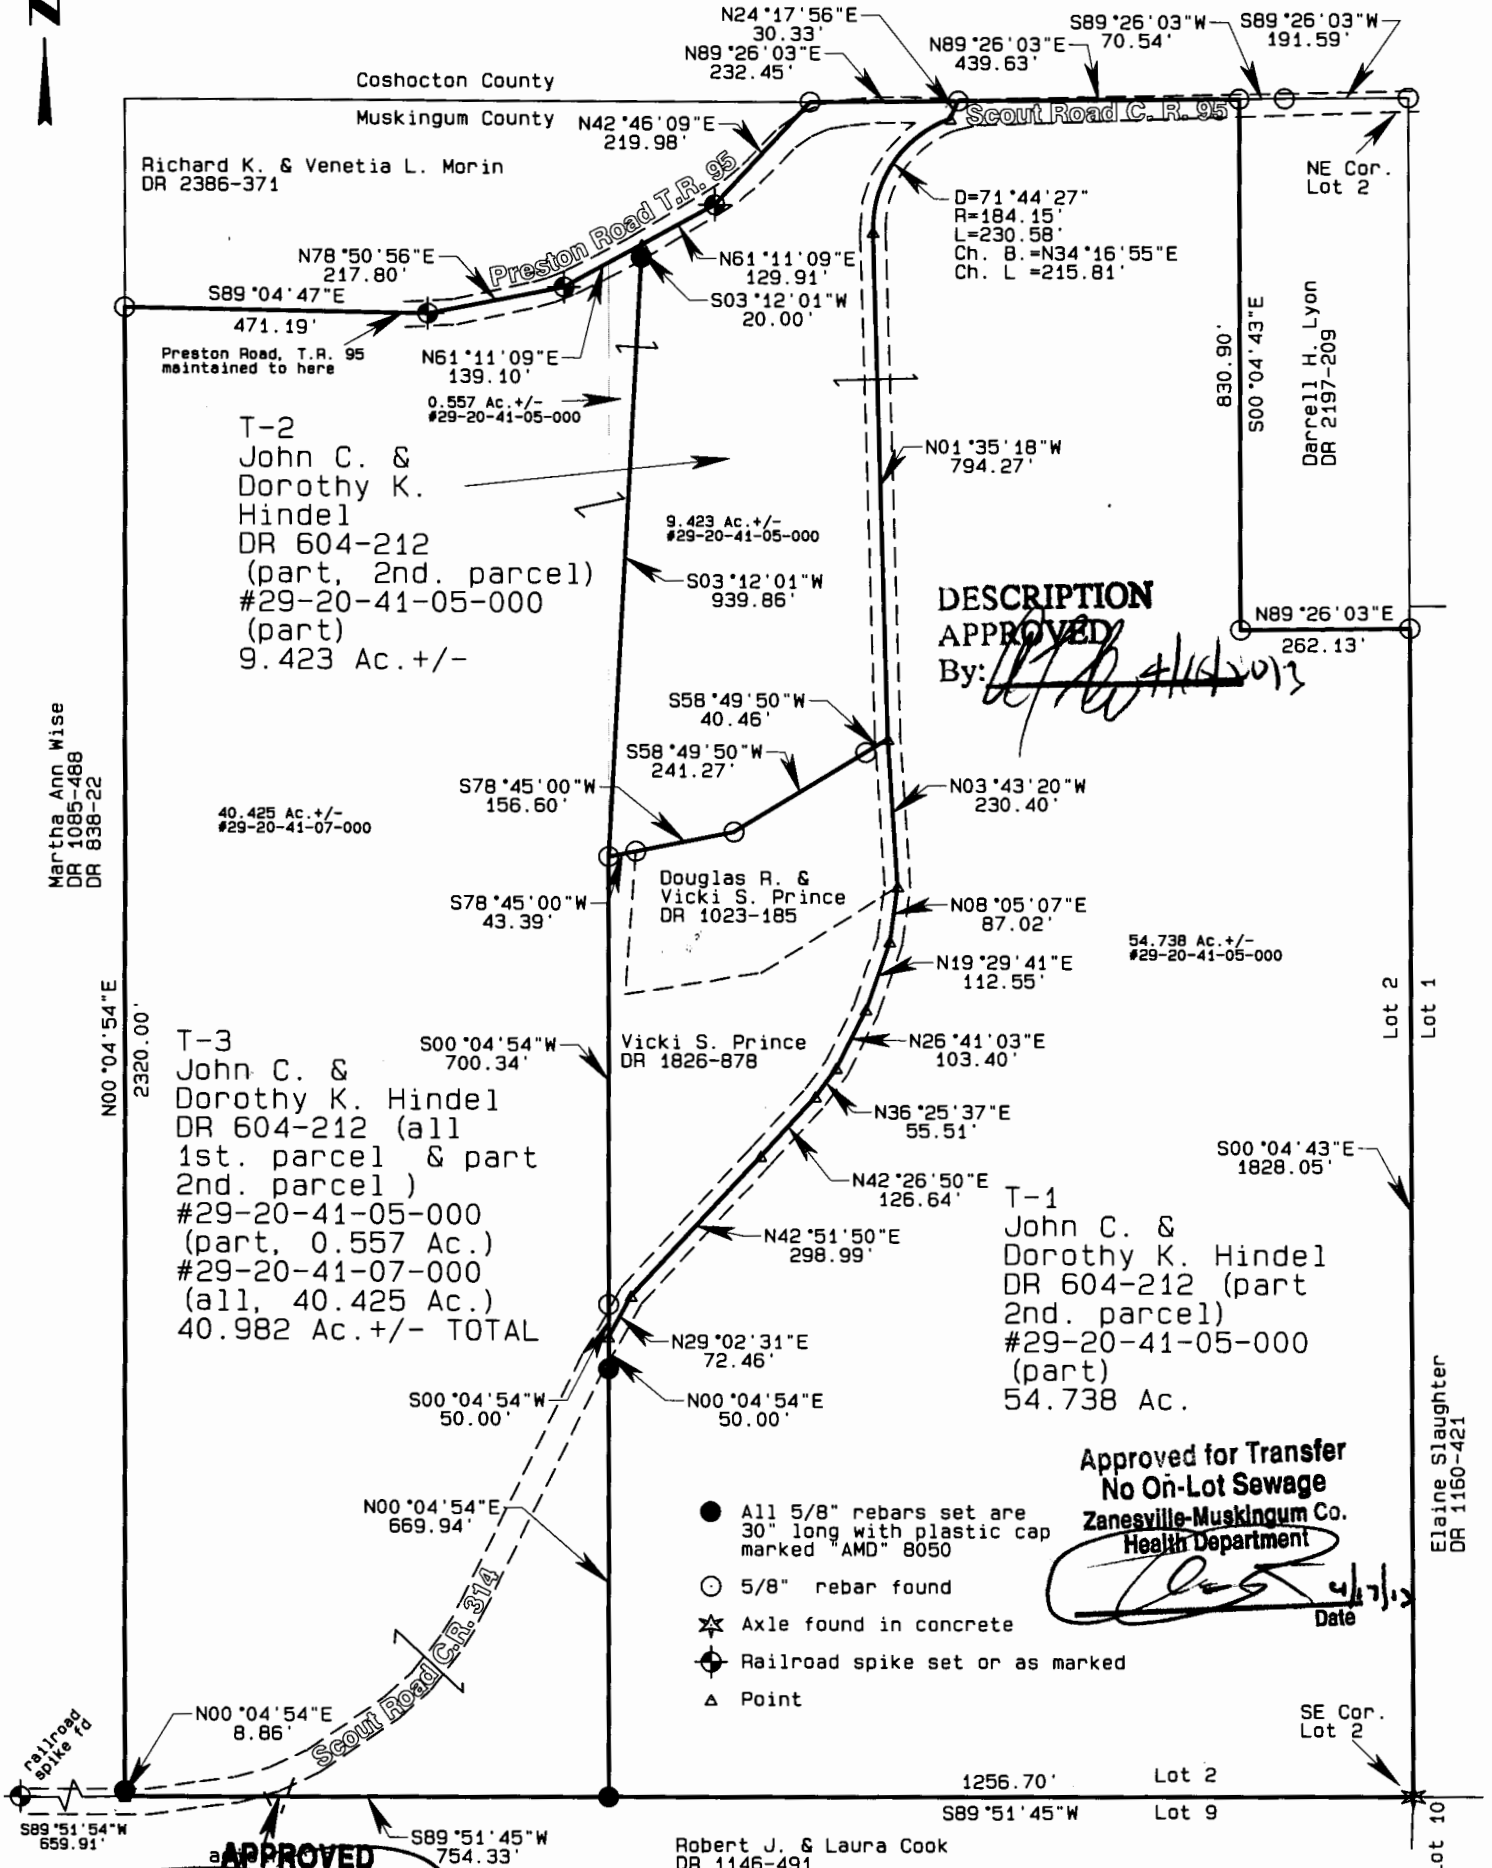 N
N24°17'56"E
30.33'
N89°26'03"E
232.45'
N89°26'03"E
439.63'
S89°26'03"W
70.54'
S89°26'03"W
191.59'
Coshocton County
Muskingum County
N42°46'09"E
219.98'
Scout Road C. R. 95
NE Cor.
Lot 2
Richard K. & Venetia L. Morin
DR 2386-371
Preston Road T.R. 95
D=71°44'27"
R=184.15'
L=230.58'
Ch. B.=N34°16'55"E
Ch. L =215.81'
N78°50'56"E
217.80'
N61°11'09"E
129.91'
S03°12'01"W
20.00'
S89°04'47"E
471.19'
Preston Road, T.R. 95
maintained to here
N61°11'09"E
139.10'
0.557 Ac.+/-
#29-20-41-05-000
830.90'
S00°04'43"E
Darrell H. Lyon
DR 2197-209
T-2
John C. &
Dorothy K.
Hindel
DR 604-212
(part, 2nd. parcel)
#29-20-41-05-000
(part)
9.423 Ac.+/-
N01°35'18"W
794.27'
9.423 Ac.+/-
#29-20-41-05-000
S03°12'01"W
939.86'
DESCRIPTION
APPROVED
By:
4/16/2013
N89°26'03"E
262.13'
S58°49'50"W
40.46'
S58°49'50"W
241.27'
S78°45'00"W
156.60'
N03°43'20"W
230.40'
Martha Ann Wise
DR 1085-488
DR 838-22
40.425 Ac.+/-
#29-20-41-07-000
Douglas R. &
Vicki S. Prince
DR 1023-185
S78°45'00"W
43.39'
N08°05'07"E
87.02'
54.738 Ac.+/-
#29-20-41-05-000
N19°29'41"E
112.55'
Lot 2
Lot 1
N00°04'54"E
2320.00'
S00°04'54"W
700.34'
Vicki S. Prince
DR 1826-878
N26°41'03"E
103.40'
T-3
John C. &
Dorothy K. Hindel
DR 604-212 (all
1st. parcel & part
2nd. parcel )
#29-20-41-05-000
(part, 0.557 Ac.)
#29-20-41-07-000
(all, 40.425 Ac.)
40.982 Ac.+/- TOTAL
N36°25'37"E
55.51'
S00°04'43"E
1828.05'
N42°26'50"E
126.64'
T-1
John C. &
Dorothy K. Hindel
DR 604-212 (part
2nd. parcel)
#29-20-41-05-000
(part)
54.738 Ac.
N42°51'50"E
298.99'
N29°02'31"E
72.46'
S00°04'54"W
50.00'
N00°04'54"E
50.00'
Elaine Slaughter
DR 1160-421
Approved for Transfer
No On-Lot Sewage
Zanesville-Muskingum Co.
Health Department
4/17/13
Date
N00°04'54"E
669.94'
All 5/8" rebars set are
30" long with plastic cap
marked "AMD" 8050
5/8" rebar found
Axle found in concrete
Railroad spike set or as marked
Point
Scout Road C.R. 314
N00°04'54"E
8.86'
railroad
spike fd
SE Cor.
Lot 2
1256.70'
Lot 2
S89°51'45"W
Lot 9
Lot 10
S89°51'54"W
659.91'
S89°51'45"W
754.33'
APPROVED
Robert J. & Laura Cook
DR 1146-491